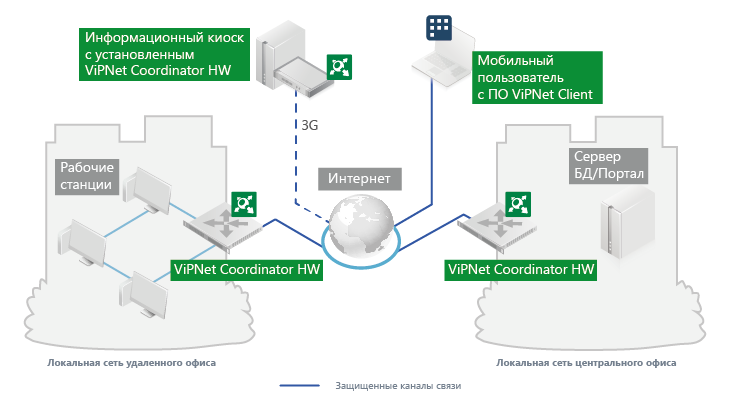 Информационный киоск
с установленным
ViPNet Coordinator HW
Мобильный
пользователь
с ПО ViPNet Client
3G
Рабочие
станции
Интернет
Сервер
БД/Портал
ViPNet Coordinator HW
ViPNet Coordinator HW
Локальная сеть удаленного офиса
Локальная сеть центрального офиса
Защищенные каналы связи